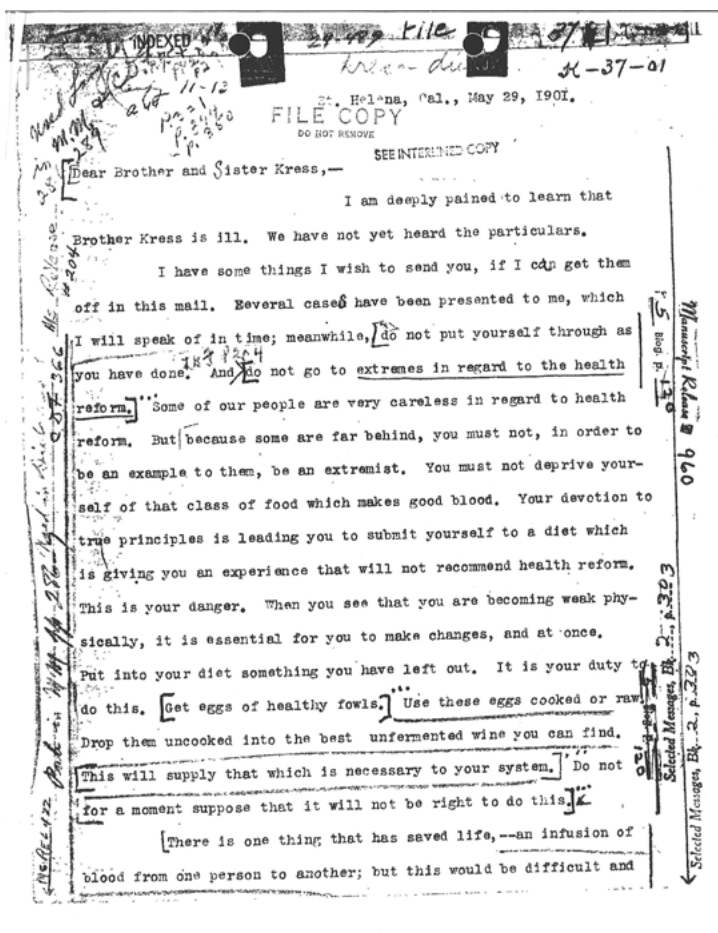 INDEXED
24-489 file
K-37-01
St. Helena, Cal., May 29, 1901.
FILE COPY
DO NOT REMOVE
SEE INTERLINED COPY
Dear Brother and Sister Kress,—
I am deeply pained to learn that
Brother Kress is ill. We have not yet heard the particulars.
I have some things I wish to send you, if I can get them
off in this mail. Several cases have been presented to me, which
I will speak of in time; meanwhile, [do not put yourself through as
you have done. And [do not go to extremes in regard to the health
reform.] Some of our people are very careless in regard to health
reform. But because some are far behind, you must not, in order to
be an example to them, be an extremist. You must not deprive your-
self of that class of food which makes good blood. Your devotion to
true principles is leading you to submit yourself to a diet which
is giving you an experience that will not recommend health reform.
This is your danger. When you see that you are becoming weak phy-
sically, it is essential for you to make changes, and at once.
Put into your diet something you have left out. It is your duty to
do this. [Get eggs of healthy fowls.] Use these eggs cooked or raw.
Drop them uncooked into the best unfermented wine you can find.
[This will supply that which is necessary to your system.] Do not
for a moment suppose that it will not be right to do this.]
[There is one thing that has saved life,--an infusion of
blood from one person to another; but this would be difficult and
Manuscript Release # 960
Selected Messages, Bk. 2, p. 303
Selected Messages, Bk. 2, p. 303